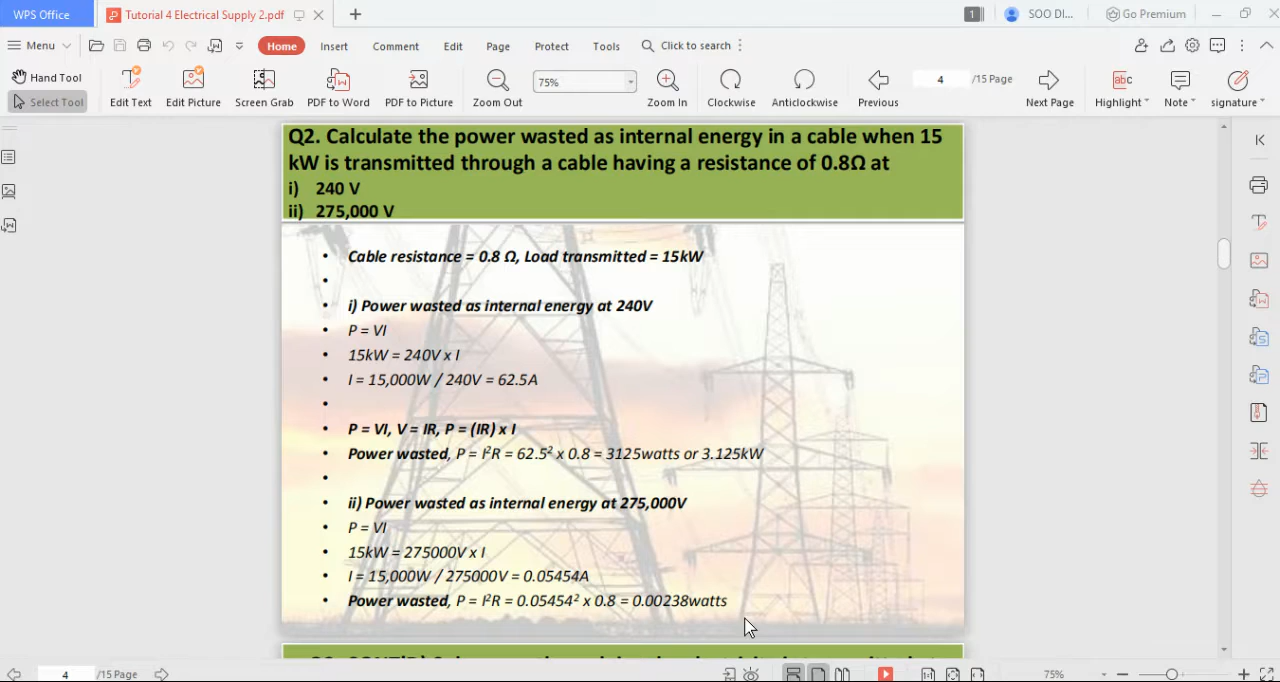 WPS Office
Tutorial 4 Electrical Supply 2.pdf
1
SOO DI...
Go Premium
Menu
Home
Insert
Comment
Edit
Page
Protect
Tools
Click to search
Hand Tool
Select Tool
Edit Text
Edit Picture
Screen Grab
PDF to Word
PDF to Picture
Zoom Out
75%
Zoom In
Clockwise
Anticlockwise
Previous
4 /15 Page
Next Page
abc
Highlight
Note
signature
Q2. Calculate the power wasted as internal energy in a cable when 15
kW is transmitted through a cable having a resistance of 0.8Ω at
i) 240 V
ii) 275,000 V
• Cable resistance = 0.8 Ω, Load transmitted = 15kW
•
• i) Power wasted as internal energy at 240V
• P = VI
• 15kW = 240V x I
• I = 15,000W / 240V = 62.5A
•
• P = VI, V = IR, P = (IR) x I
• Power wasted, P = I²R = 62.5² x 0.8 = 3125watts or 3.125kW
•
• ii) Power wasted as internal energy at 275,000V
• P = VI
• 15kW = 275000V x I
• I = 15,000W / 275000V = 0.05454A
• Power wasted, P = I²R = 0.05454² x 0.8 = 0.00238watts
4 /15 Page
75%